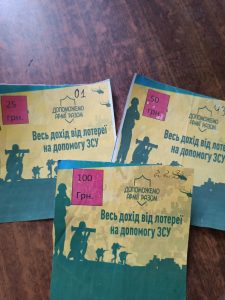 25
грн.
01
ДОПОМОЖЕМО
АРМІЇ РАЗОМ
Весь дохід від лотереї
на допомогу ЗСУ
50
грн.
ДОПОМОЖЕМО
АРМІЇ РАЗОМ
Весь дохід від лотереї
на допомогу ЗСУ
100
Грн.
ДОПОМОЖЕМО
АРМІЇ РАЗОМ
Весь дохід від лотереї
на допомогу ЗСУ